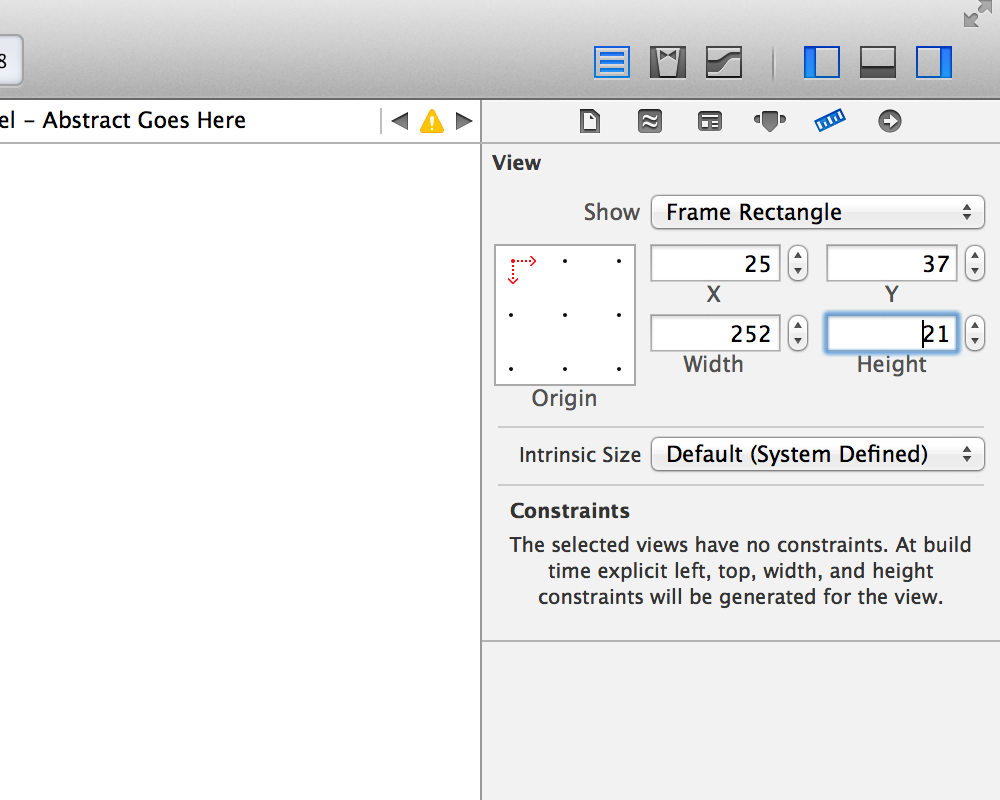 8
el – Abstract Goes Here
View
Show Frame Rectangle
25 37
X Y
252 21
Width Height
Origin
Intrinsic Size Default (System Defined)
Constraints
The selected views have no constraints. At build
time explicit left, top, width, and height
constraints will be generated for the view.